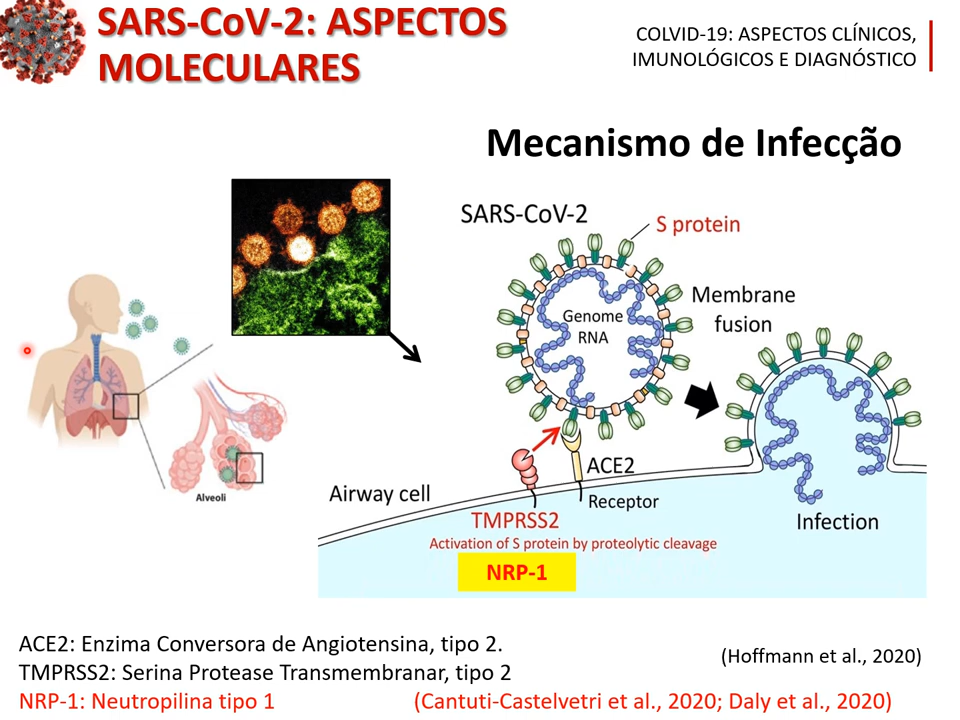 SARS-CoV-2: ASPECTOS
MOLECULARES
COLVID-19: ASPECTOS CLÍNICOS,
IMUNOLÓGICOS E DIAGNÓSTICO
Mecanismo de Infecção
SARS-CoV-2
S protein
Genome
RNA
Membrane
fusion
Alveoli
Airway cell
ACE2
Receptor
TMPRSS2
Activation of S protein by proteolytic cleavage
NRP-1
Infection
ACE2: Enzima Conversora de Angiotensina, tipo 2.
(Hoffmann et al., 2020)
TMPRSS2: Serina Protease Transmembranar, tipo 2
NRP-1: Neutropilina tipo 1 (Cantuti-Castelvetri et al., 2020; Daly et al., 2020)